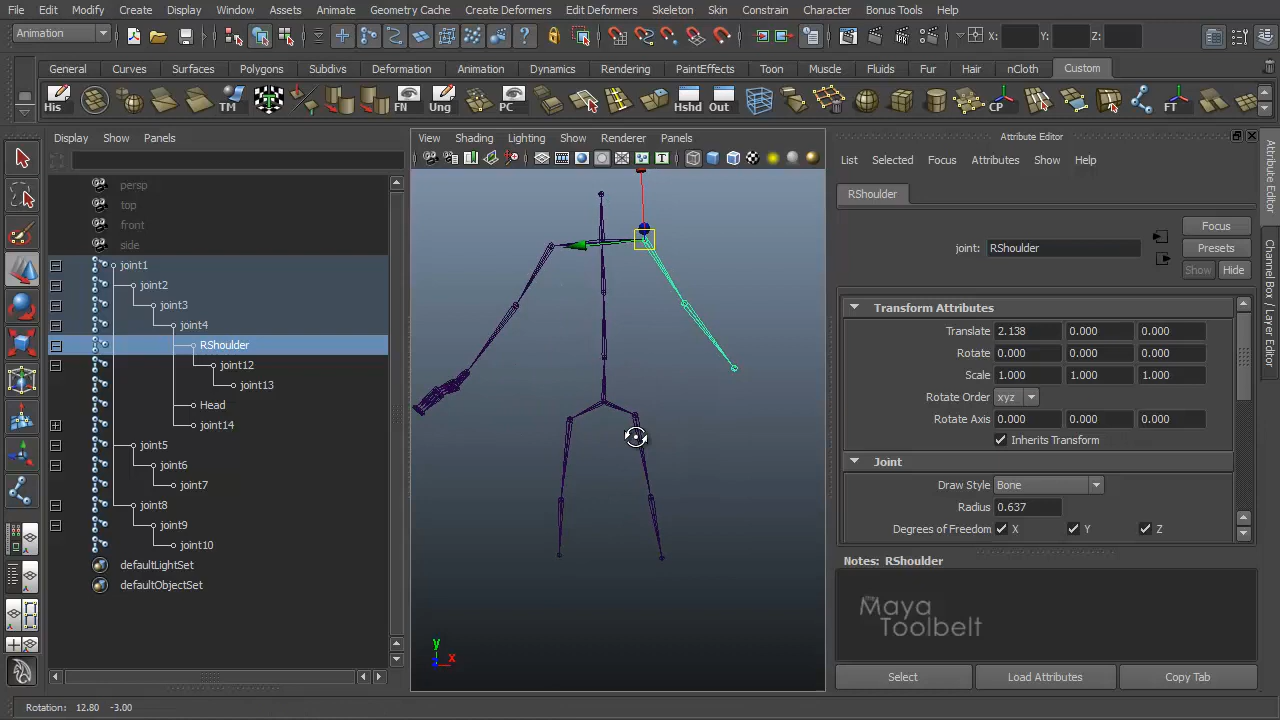 File Edit Modify Create Display Window Assets Animate Geometry Cache Create Deformers Edit Deformers Skeleton Skin Constrain Character Bonus Tools Help
Animation X: Y: Z:
General Curves Surfaces Polygons Subdivs Deformation Animation Dynamics Rendering PaintEffects Toon Muscle Fluids Fur Hair nCloth Custom
His TM FN Ung PC Hshd Out CP FT
Display Show Panels
View Shading Lighting Show Renderer Panels
Attribute Editor
List Selected Focus Attributes Show Help
persp
top
front
side
joint1
joint2
joint3
joint4
RShoulder
joint12
joint13
Head
joint14
joint5
joint6
joint7
joint8
joint9
joint10
defaultLightSet
defaultObjectSet
y
x
RShoulder
Focus
joint: RShoulder Presets
Show Hide
Transform Attributes
Translate 2.138 0.000 0.000
Rotate 0.000 0.000 0.000
Scale 1.000 1.000 1.000
Rotate Order xyz
Rotate Axis 0.000 0.000 0.000
Inherits Transform
Joint
Draw Style Bone
Radius 0.637
Degrees of Freedom X Y Z
Notes: RShoulder
Maya
Toolbelt
Select Load Attributes Copy Tab
Attribute Editor
Channel Box / Layer Editor
Rotation: 12.80 -3.00